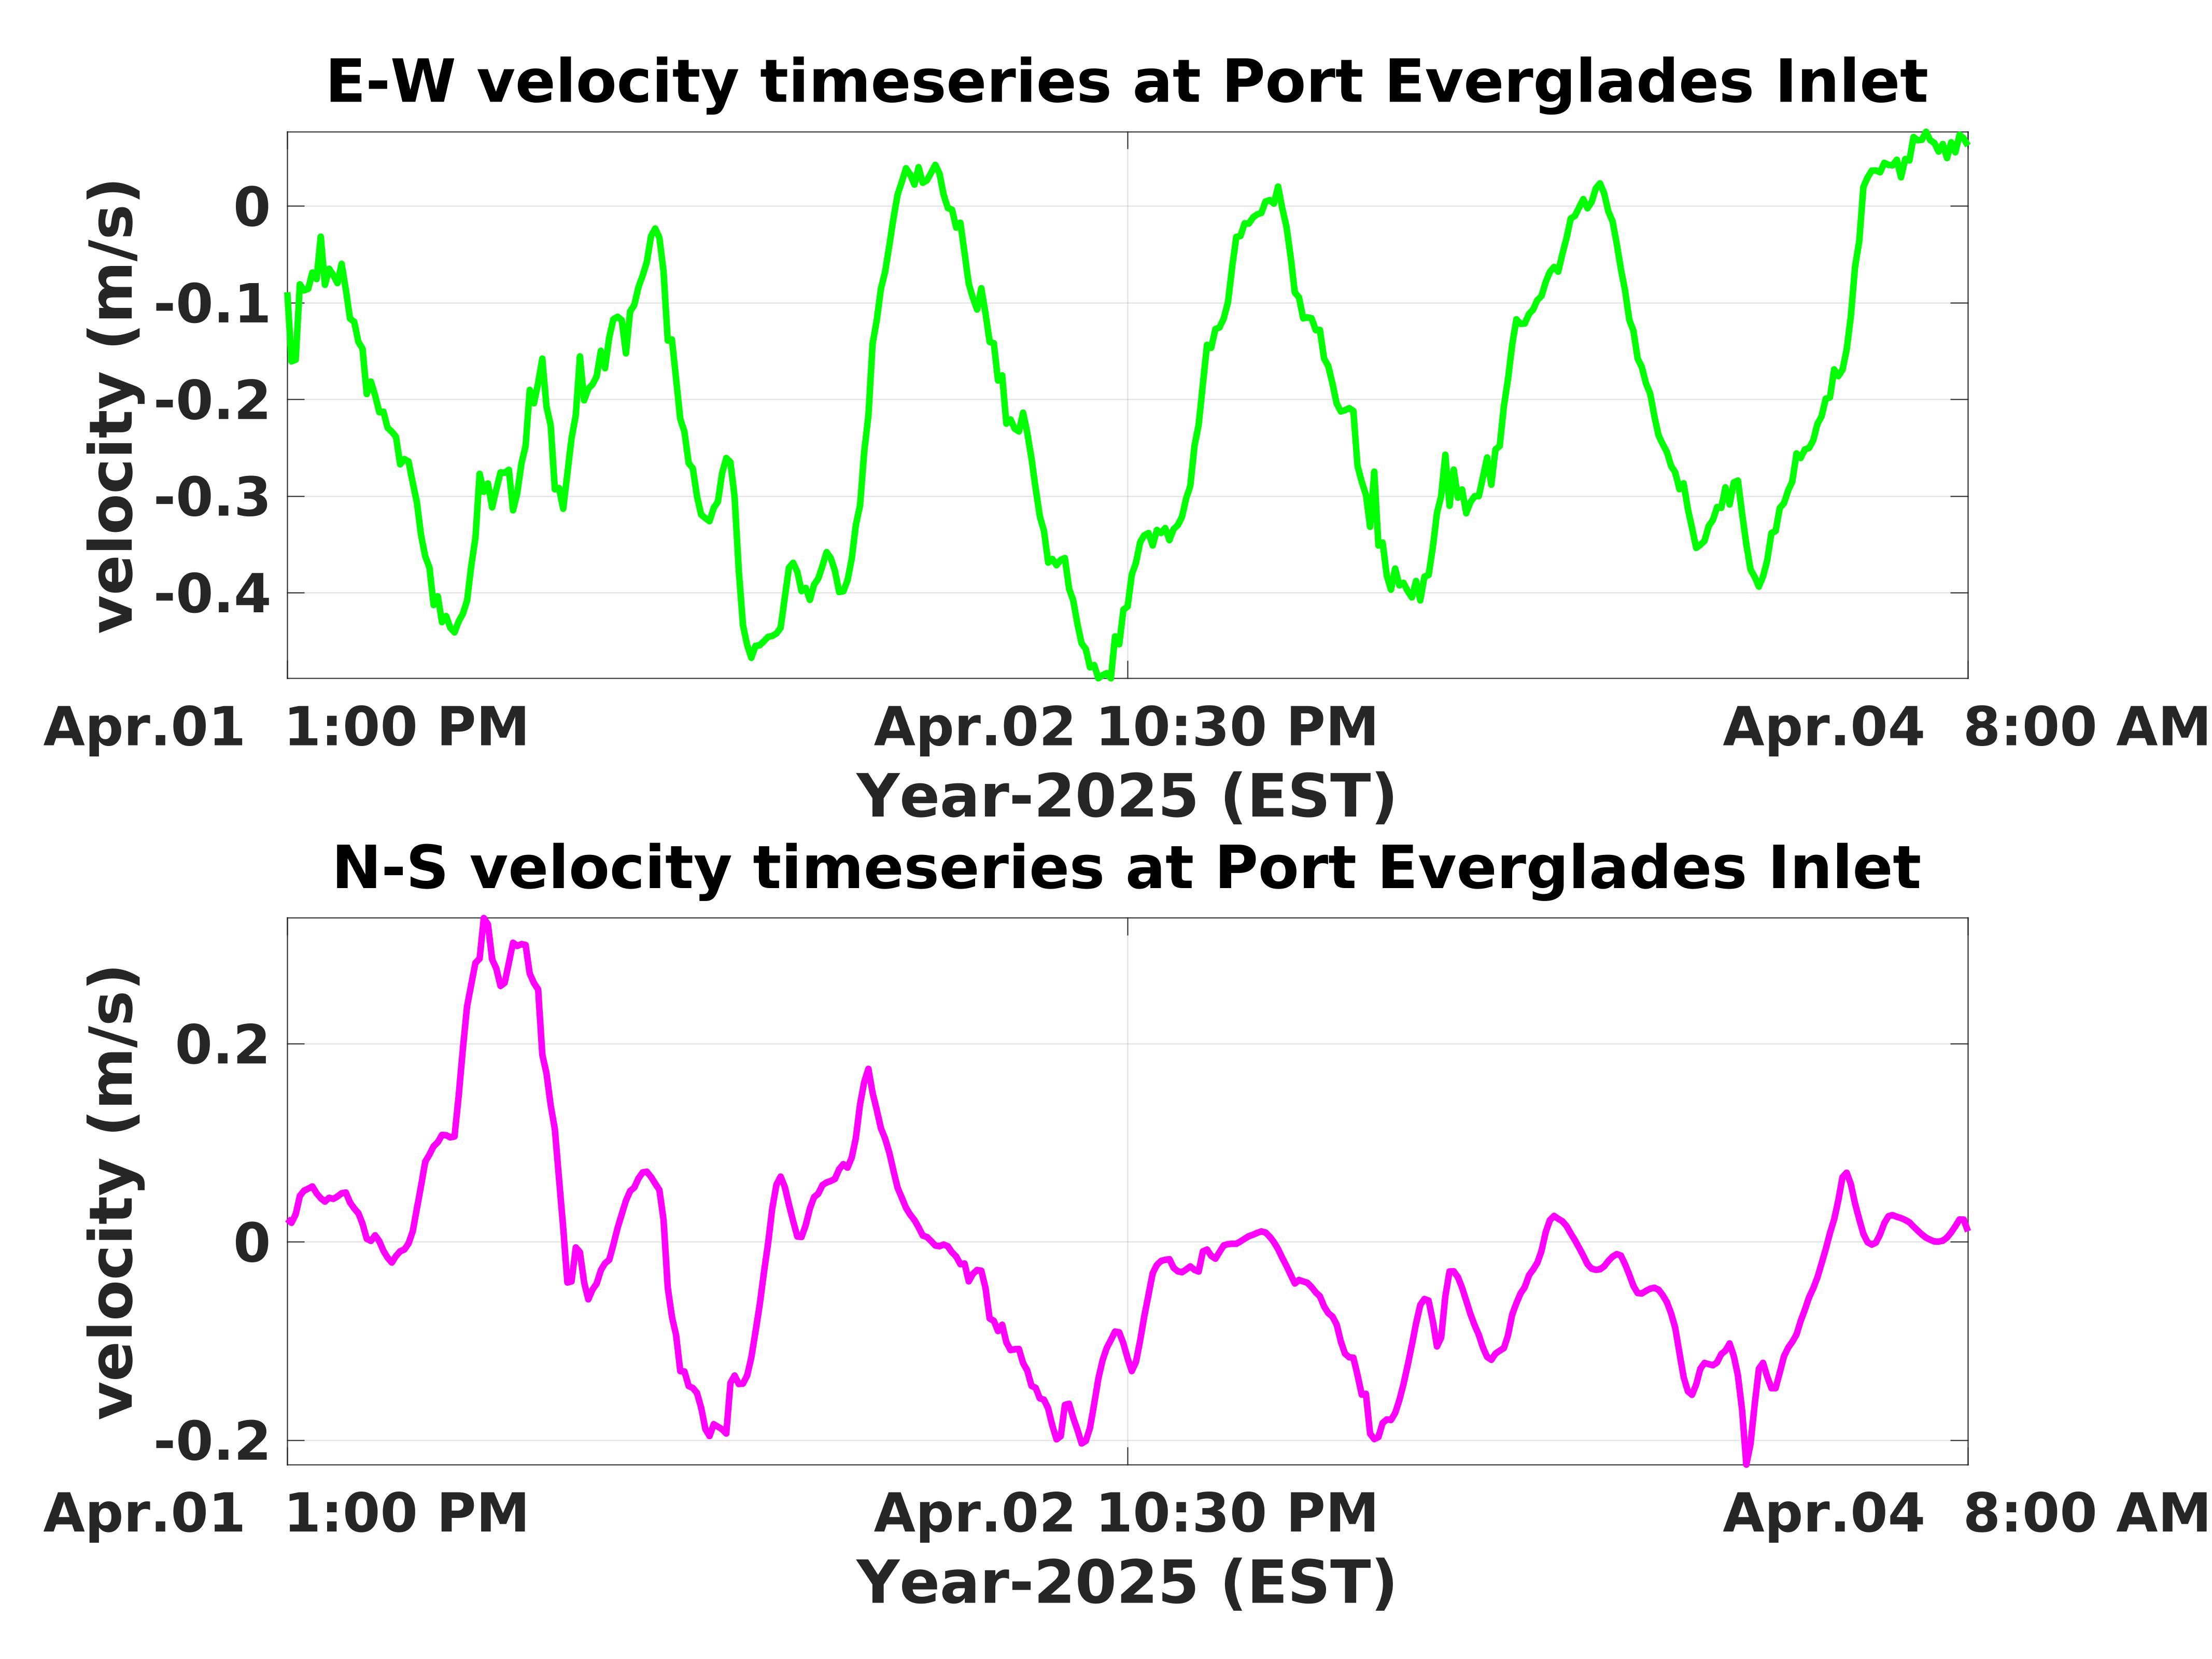 E-W velocity timeseries at Port Everglades Inlet
velocity (m/s)
0
-0.1
-0.2
-0.3
-0.4
Apr.01  1:00 PM
Apr.02 10:30 PM
Apr.04  8:00 AM
Year-2025 (EST)
N-S velocity timeseries at Port Everglades Inlet
velocity (m/s)
0.2
0
-0.2
Apr.01  1:00 PM
Apr.02 10:30 PM
Apr.04  8:00 AM
Year-2025 (EST)